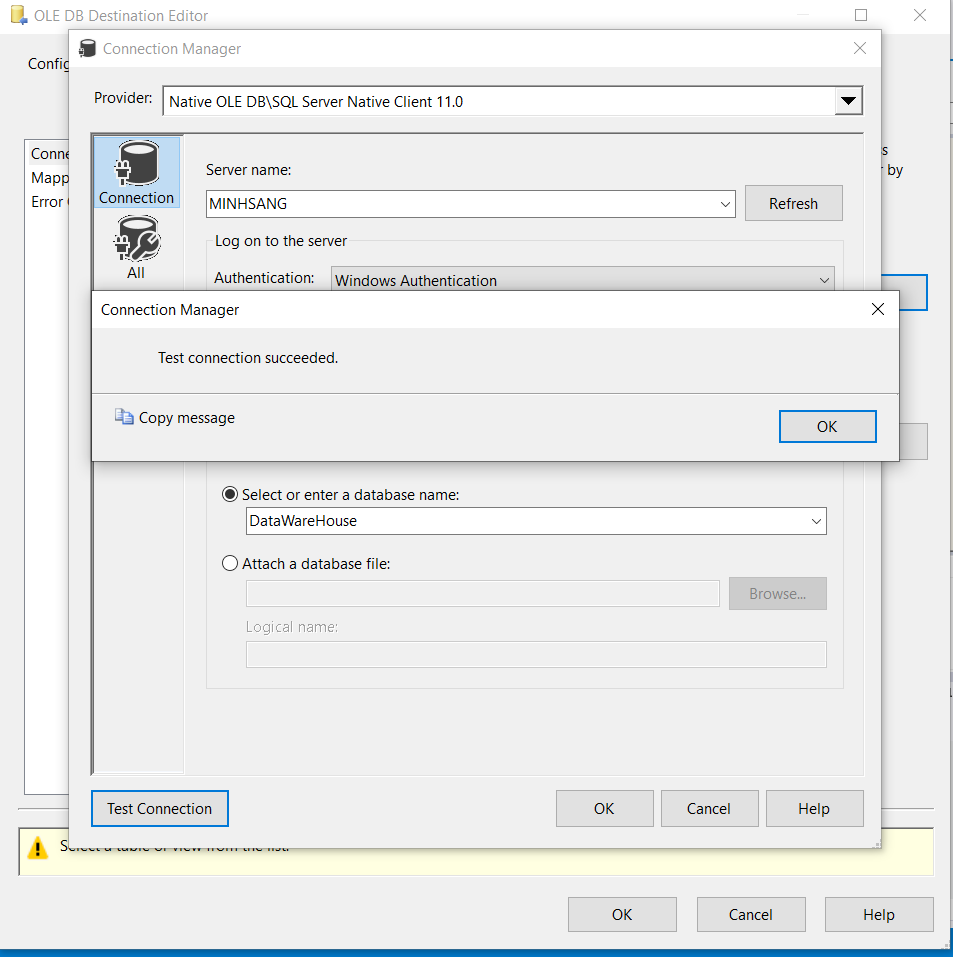 OLE DB Destination Editor
Connection Manager
Provider:
Native OLE DB\SQL Server Native Client 11.0
Connection
All
Server name:
MINHSANG
Refresh
Log on to the server
Authentication:
Windows Authentication
Connection Manager
Test connection succeeded.
Copy message
OK
Select or enter a database name:
DataWareHouse
Attach a database file:
Browse...
Logical name:
Test Connection
OK
Cancel
Help
Error
by
Select a table or view from the list.
OK
Cancel
Help